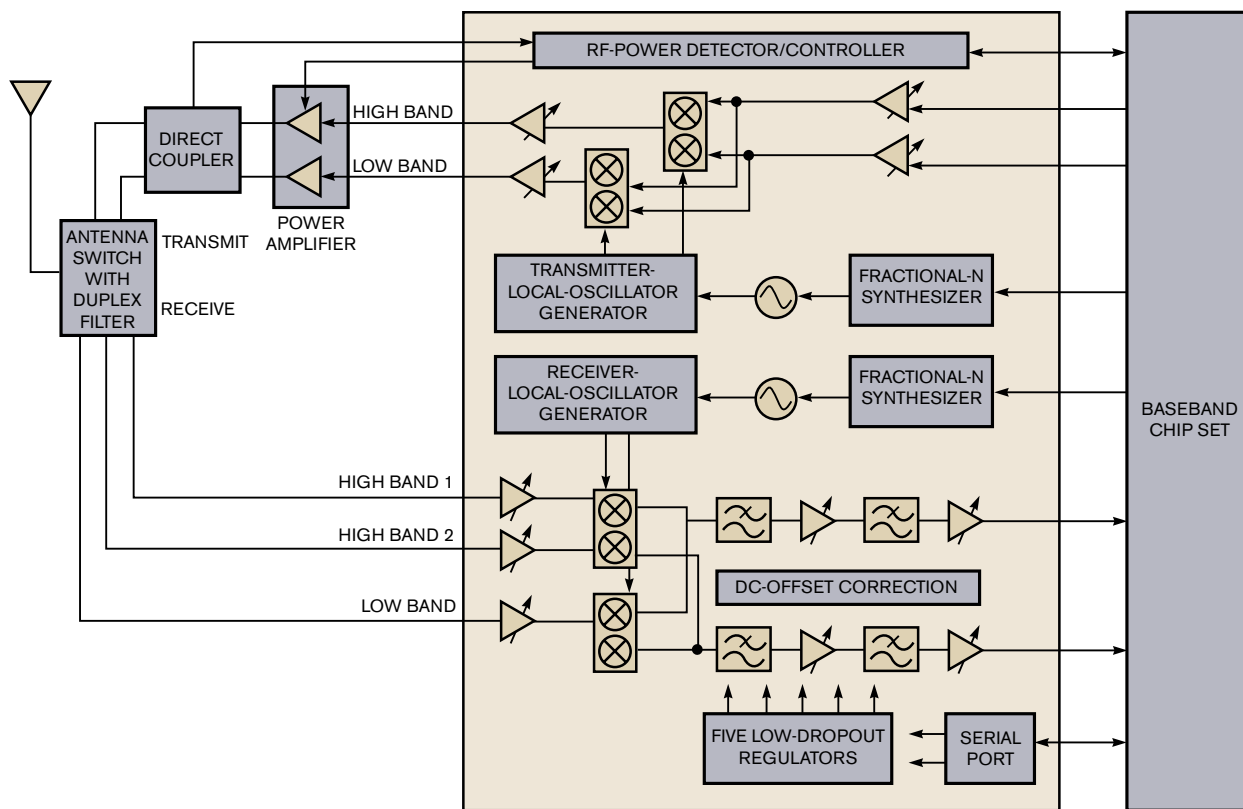 RF-POWER DETECTOR/CONTROLLER
HIGH BAND
DIRECT
COUPLER
LOW BAND
POWER
AMPLIFIER
ANTENNA
SWITCH
WITH
DUPLEX
FILTER
TRANSMIT
RECEIVE
TRANSMITTER-
LOCAL-OSCILLATOR
GENERATOR
FRACTIONAL-N
SYNTHESIZER
RECEIVER-
LOCAL-OSCILLATOR
GENERATOR
FRACTIONAL-N
SYNTHESIZER
BASEBAND
CHIP SET
HIGH BAND 1
HIGH BAND 2
LOW BAND
DC-OFFSET CORRECTION
FIVE LOW-DROPOUT
REGULATORS
SERIAL
PORT